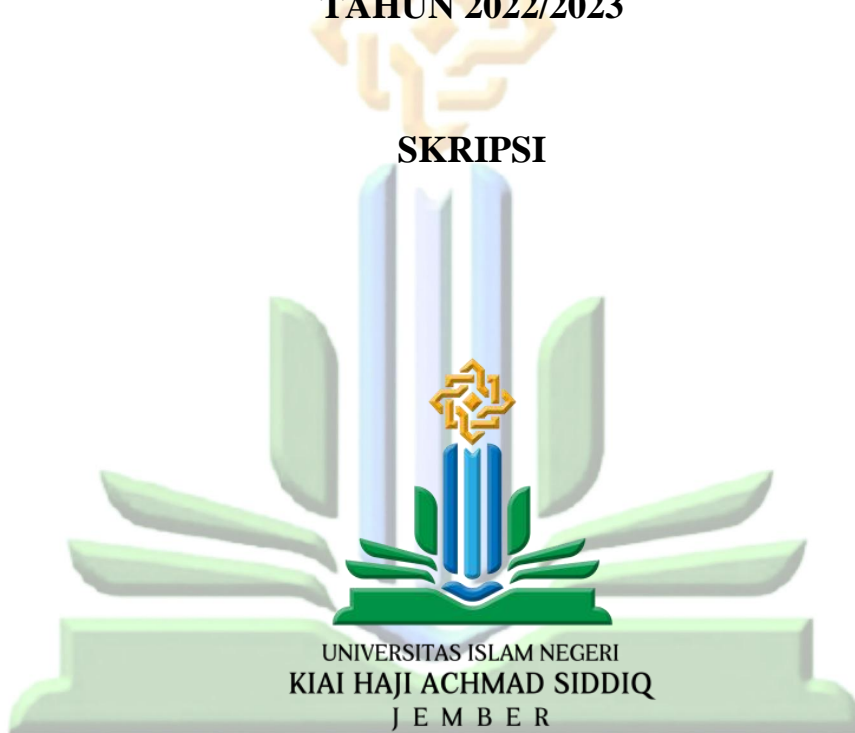 TAHUN 2022/2023
SKRIPSI
UNIVERSITAS ISLAM NEGERI
KIAI HAJI ACHMAD SIDDIQ
JEMBER